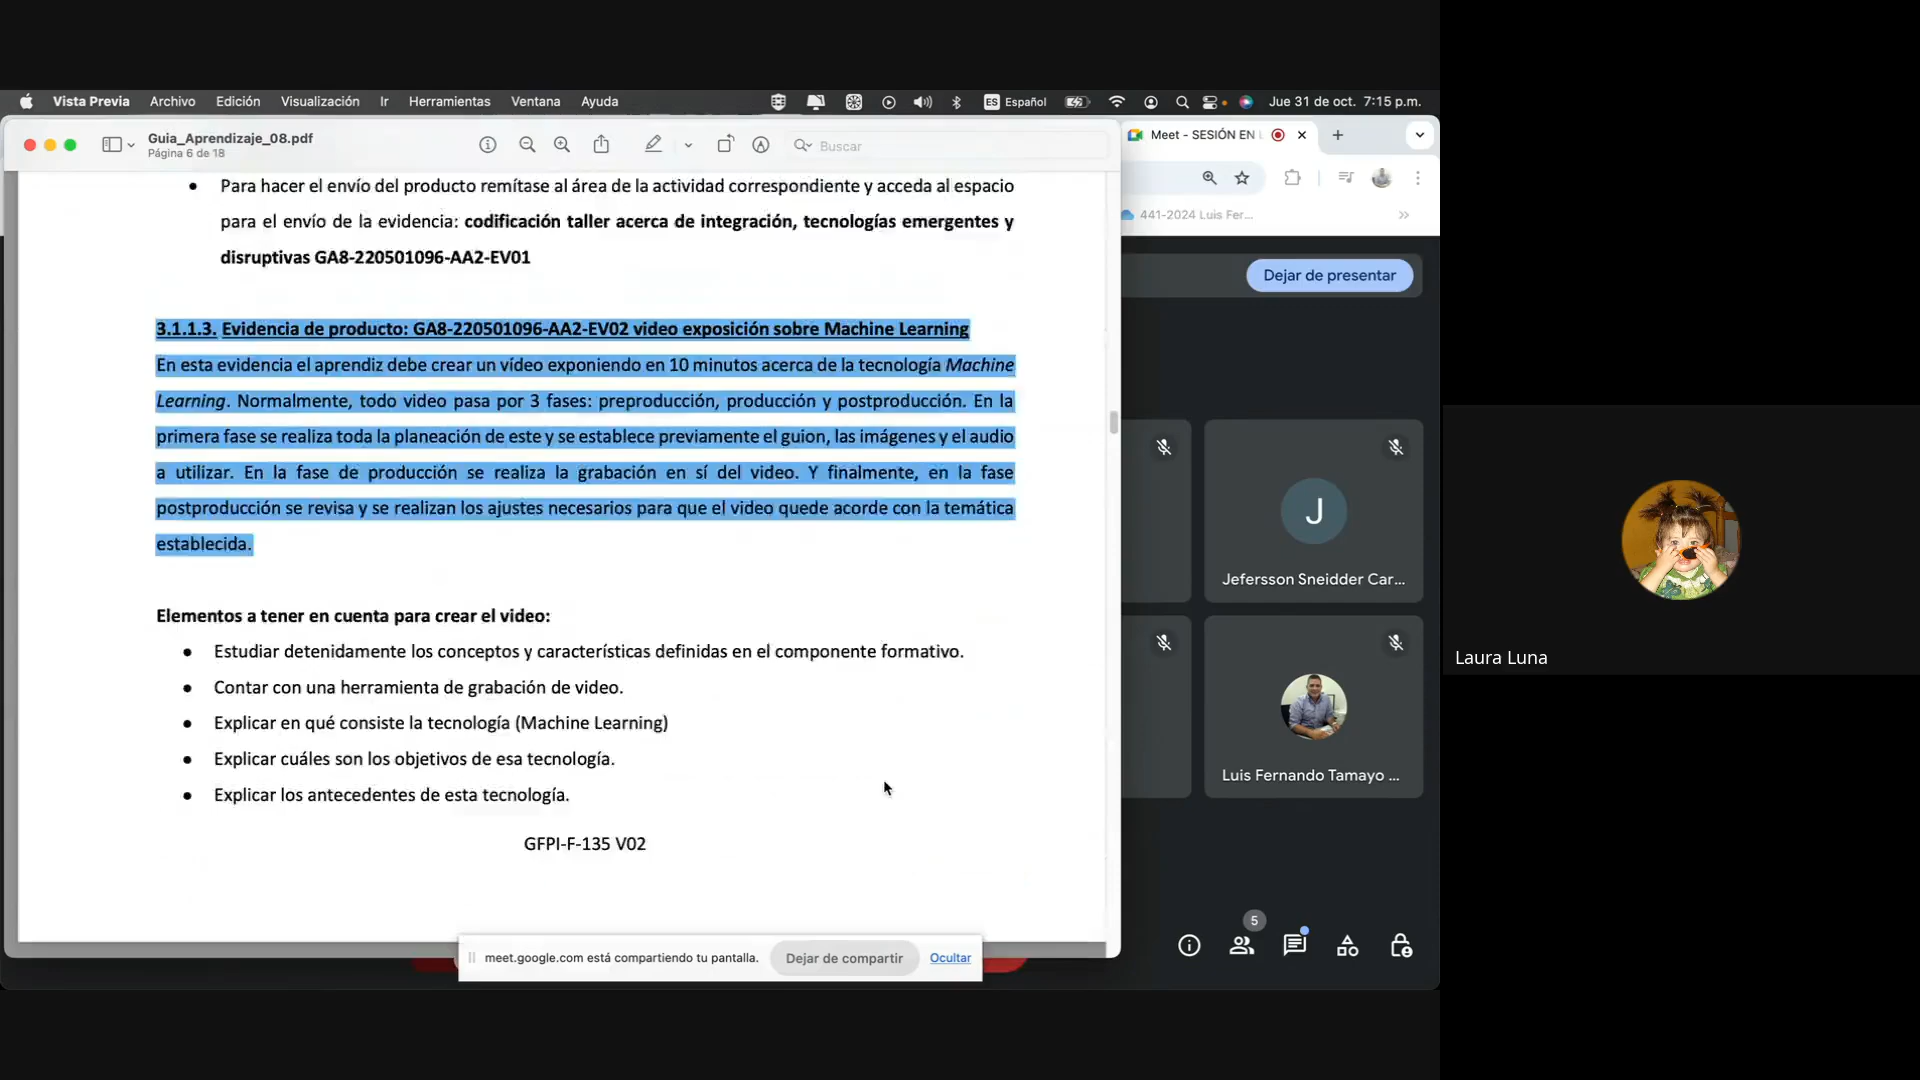 Vista Previa Archivo Edición Visualización Ir Herramientas Ventana Ayuda ES Español Jue 31 de oct. 7:15 p.m.
Guia_Aprendizaje_08.pdf
Página 6 de 18
Buscar
Meet - SESIÓN EN L
441-2024 Luis Fer...
Dejar de presentar
• Para hacer el envío del producto remítase al área de la actividad correspondiente y acceda al espacio
para el envío de la evidencia: codificación taller acerca de integración, tecnologías emergentes y
disruptivas GA8-220501096-AA2-EV01
3.1.1.3. Evidencia de producto: GA8-220501096-AA2-EV02 video exposición sobre Machine Learning
En esta evidencia el aprendiz debe crear un vídeo exponiendo en 10 minutos acerca de la tecnología Machine
Learning. Normalmente, todo video pasa por 3 fases: preproducción, producción y postproducción. En la
primera fase se realiza toda la planeación de este y se establece previamente el guion, las imágenes y el audio
a utilizar. En la fase de producción se realiza la grabación en sí del video. Y finalmente, en la fase
postproducción se revisa y se realizan los ajustes necesarios para que el video quede acorde con la temática
establecida.
Elementos a tener en cuenta para crear el video:
• Estudiar detenidamente los conceptos y características definidas en el componente formativo.
• Contar con una herramienta de grabación de video.
• Explicar en qué consiste la tecnología (Machine Learning)
• Explicar cuáles son los objetivos de esa tecnología.
• Explicar los antecedentes de esta tecnología.
GFPI-F-135 V02
meet.google.com está compartiendo tu pantalla. Dejar de compartir Ocultar
J
Jefersson Sneidder Car...
Luis Fernando Tamayo ...
5
Laura Luna